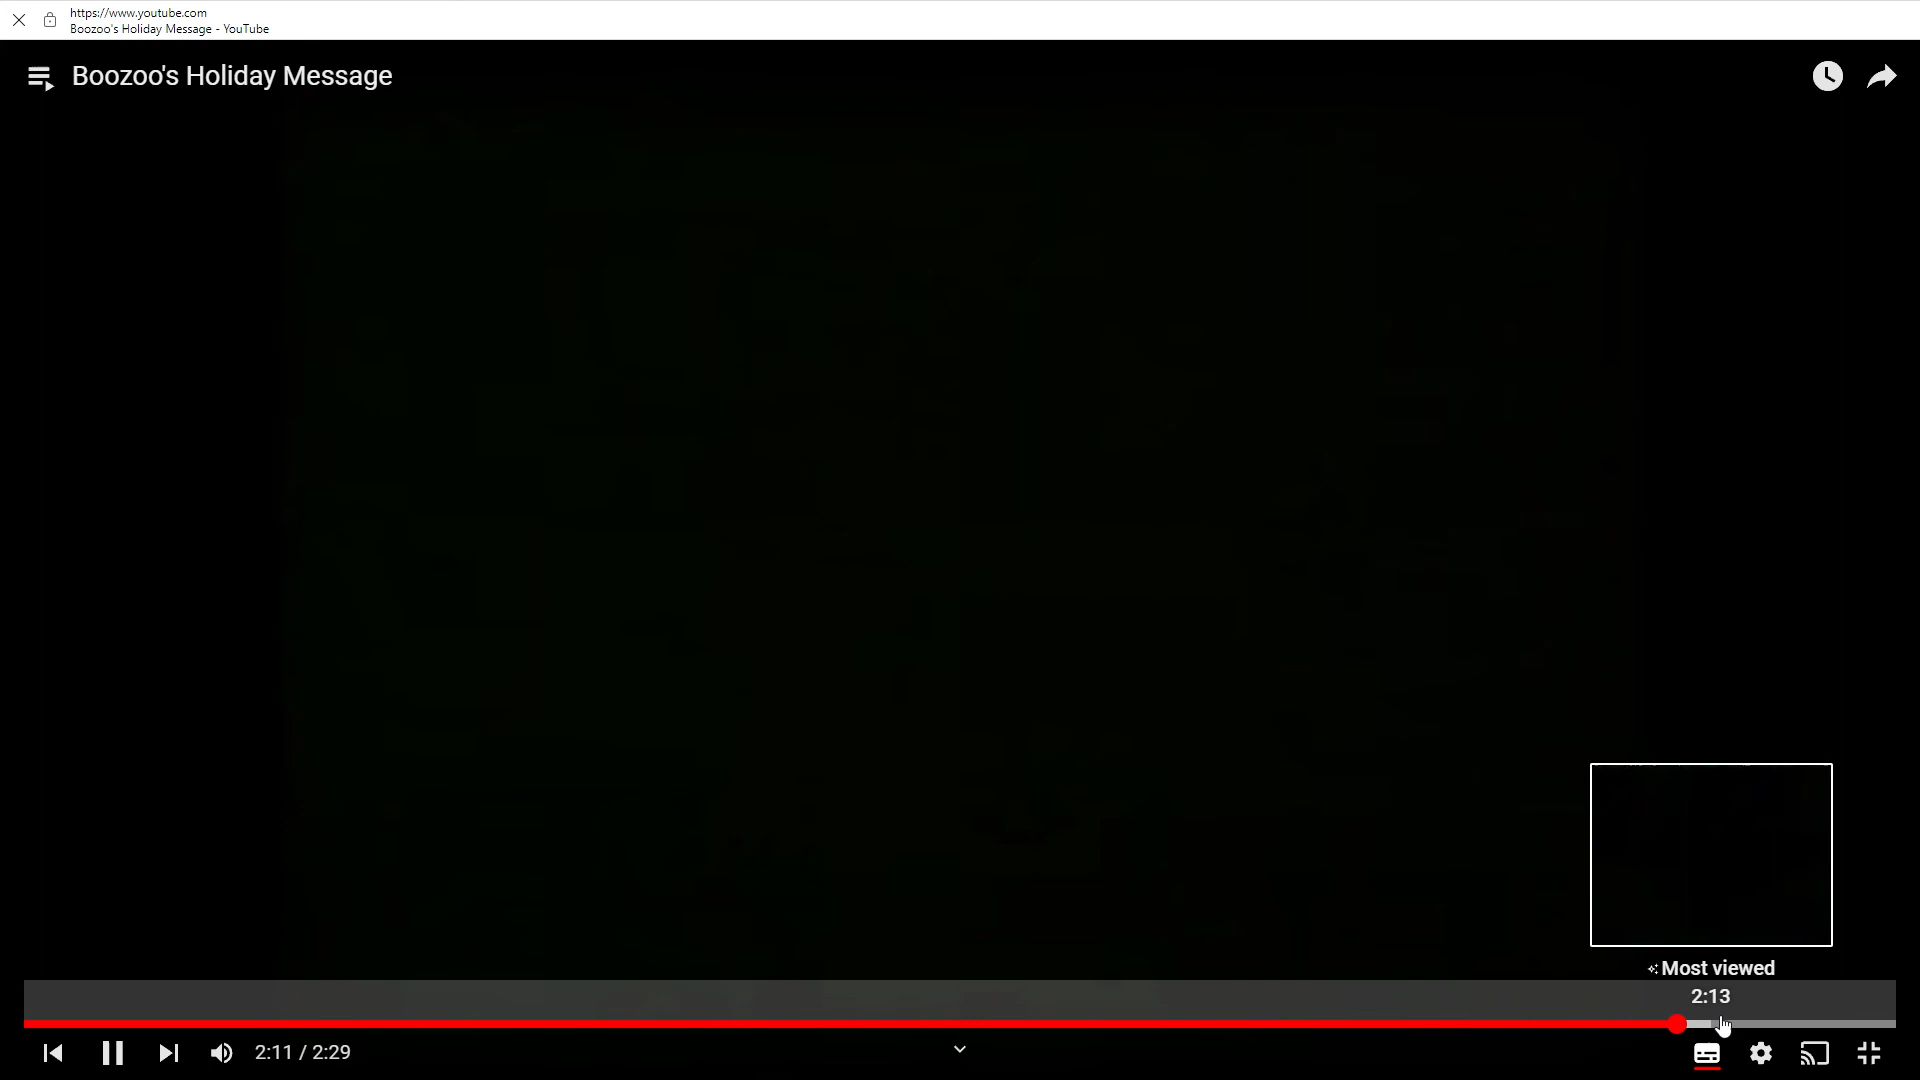 https://www.youtube.com
Boozoo's Holiday Message - YouTube
Boozoo's Holiday Message
Most viewed
2:13
2:11 / 2:29